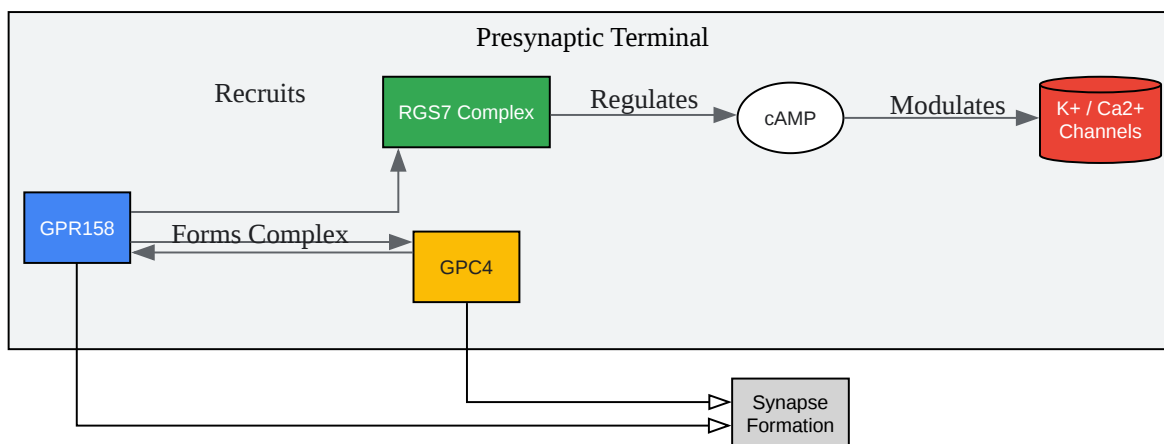 Presynaptic Terminal
Recruits
RGS7 Complex
Regulates
cAMP
Modulates
K+ / Ca2+
Channels
GPR158
Forms Complex
GPC4
Synapse
Formation